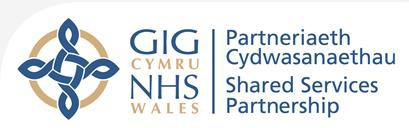 GIG
CYMRU
NHS
WALES
Partneriaeth
Cydwasanaethau
Shared Services
Partnership